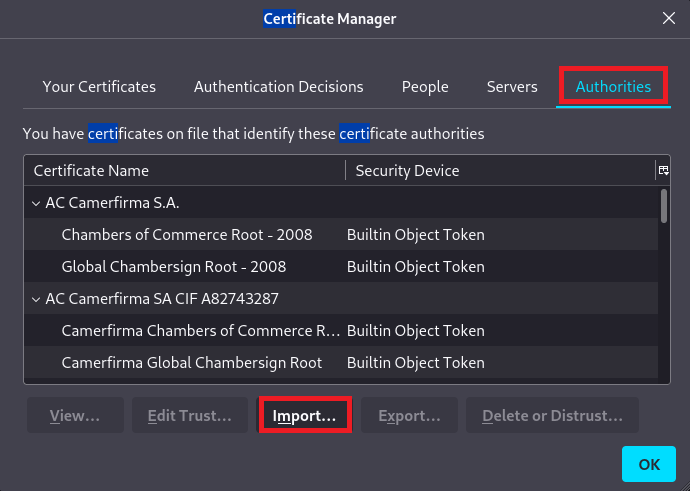 Certificate Manager
Your Certificates Authentication Decisions People Servers Authorities
You have certificates on file that identify these certificate authorities
Certificate Name Security Device
AC Camerfirma S.A.
Chambers of Commerce Root - 2008 Builtin Object Token
Global Chambersign Root - 2008 Builtin Object Token
AC Camerfirma SA CIF A82743287
Camerfirma Chambers of Commerce R... Builtin Object Token
Camerfirma Global Chambersign Root Builtin Object Token
View... Edit Trust... Import... Export... Delete or Distrust...
OK